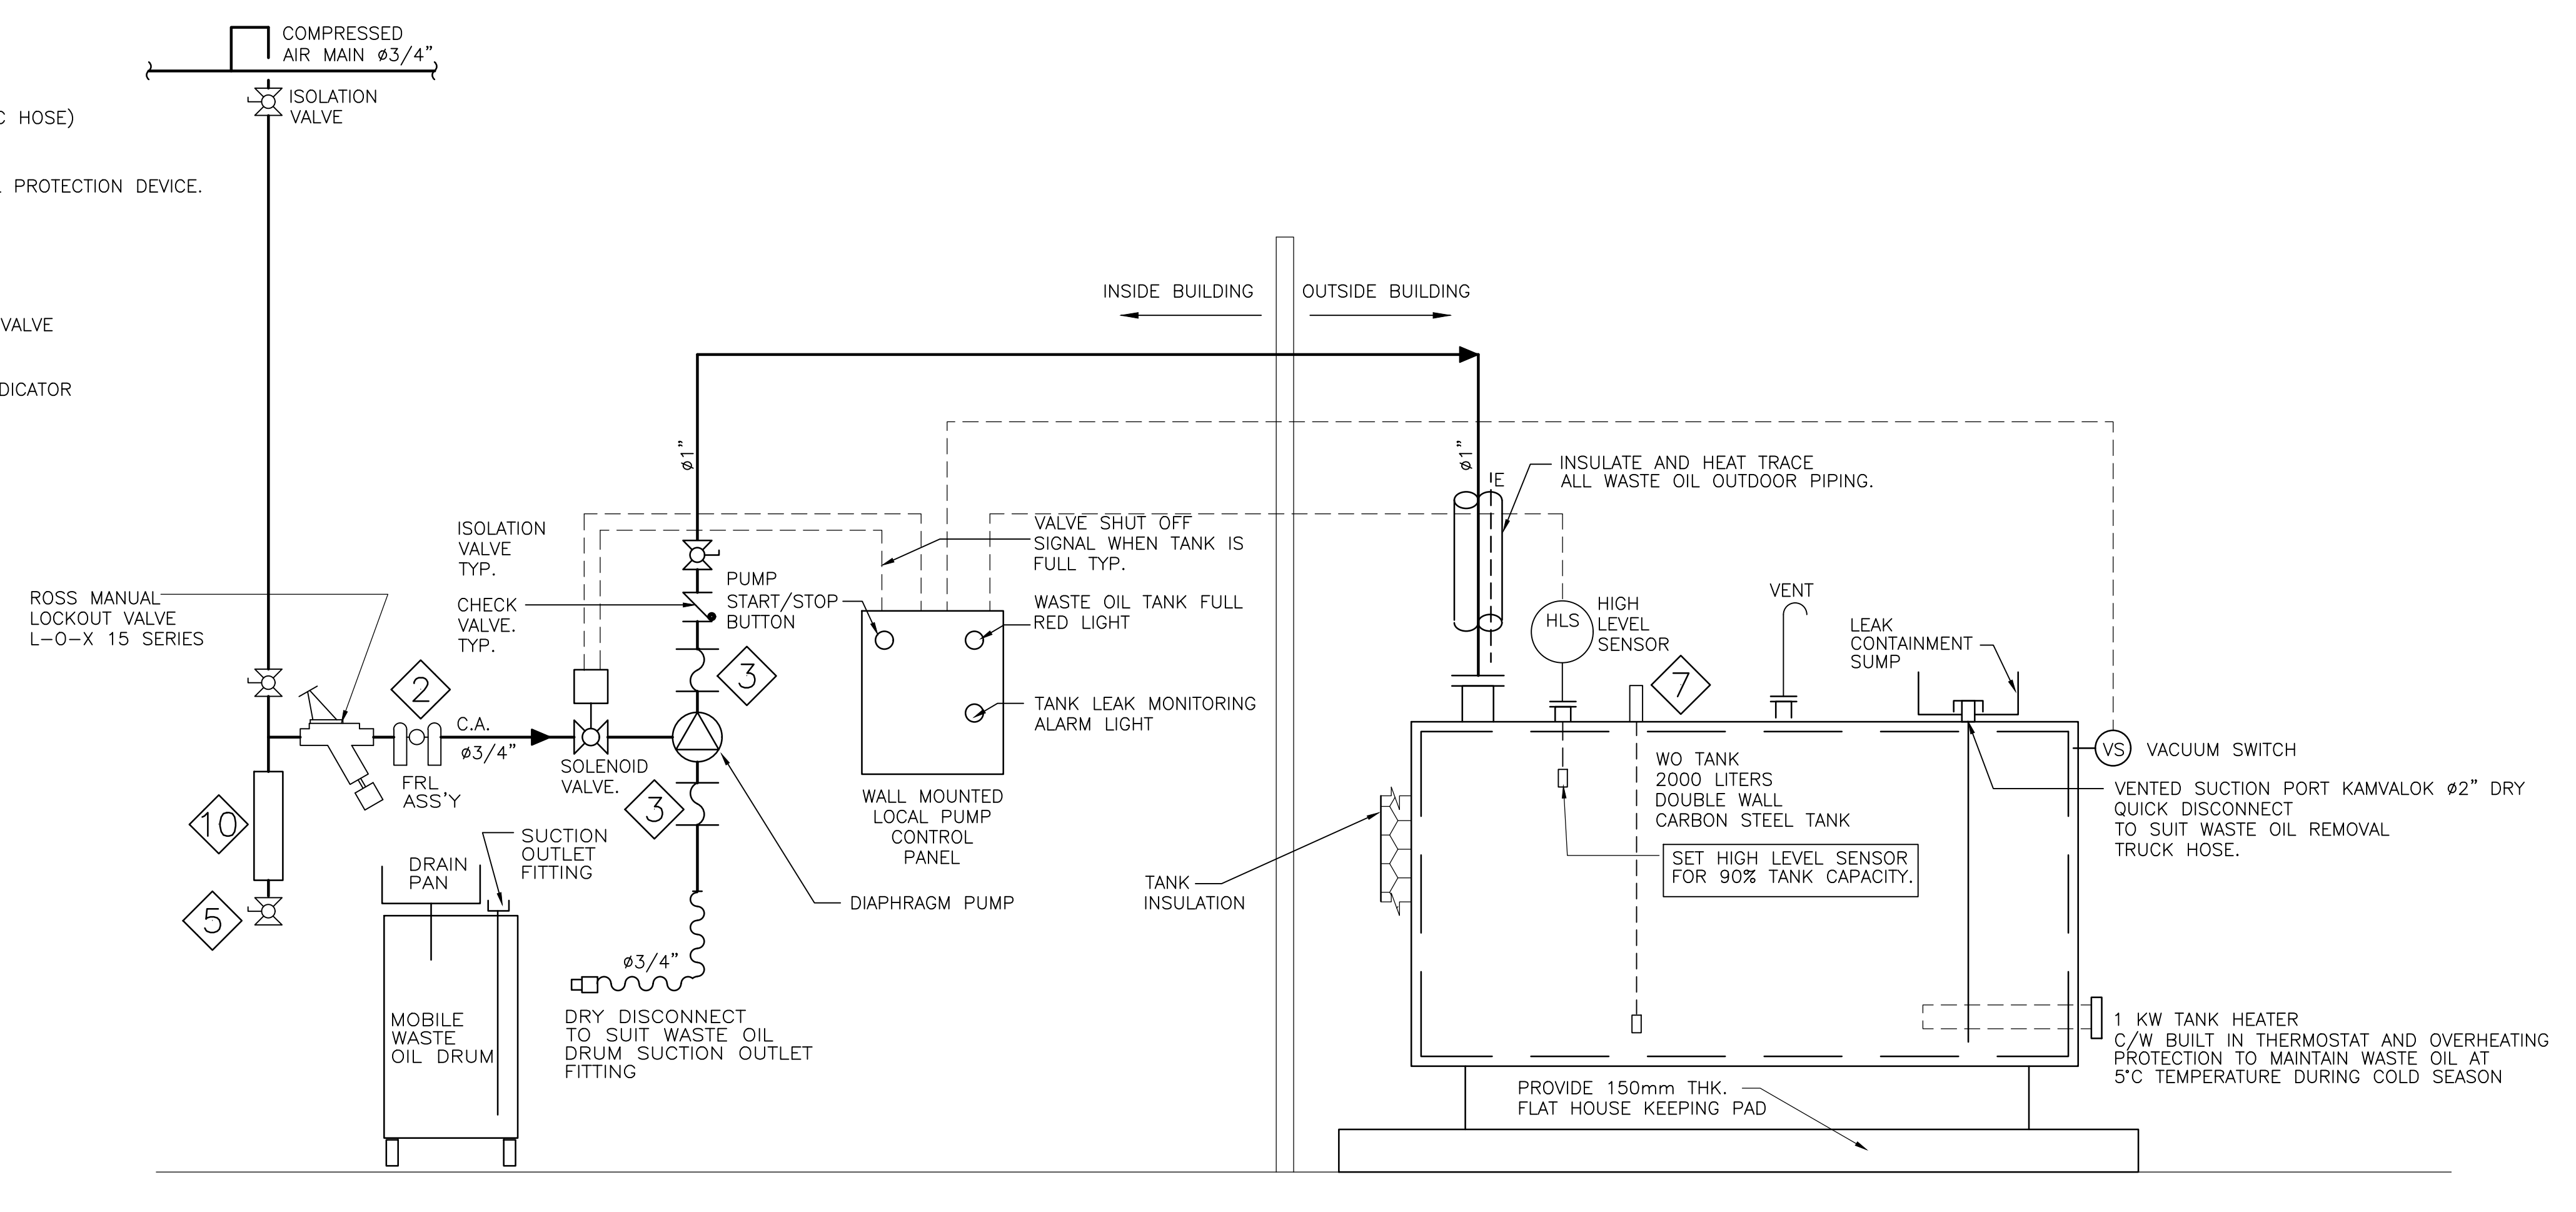 COMPRESSED
AIR MAIN ø3/4"
ISOLATION
VALVE
C HOSE)
PROTECTION DEVICE.
VALVE
DICATOR
INSIDE BUILDING
OUTSIDE BUILDING
ø1"
ø1"
E
INSULATE AND HEAT TRACE
ALL WASTE OIL OUTDOOR PIPING.
ISOLATION
VALVE
TYP.
CHECK
VALVE.
TYP.
PUMP
START/STOP
BUTTON
VALVE SHUT OFF
SIGNAL WHEN TANK IS
FULL TYP.
WASTE OIL TANK FULL
RED LIGHT
TANK LEAK MONITORING
ALARM LIGHT
ROSS MANUAL
LOCKOUT VALVE
L-O-X 15 SERIES
2
C.A.
ø3/4"
FRL
ASS'Y
SOLENOID
VALVE.
3
3
10
5
WALL MOUNTED
LOCAL PUMP
CONTROL
PANEL
DIAPHRAGM PUMP
SUCTION
OUTLET
FITTING
DRAIN
PAN
MOBILE
WASTE
OIL DRUM
ø3/4"
DRY DISCONNECT
TO SUIT WASTE OIL
DRUM SUCTION OUTLET
FITTING
HLS
HIGH
LEVEL
SENSOR
7
VENT
LEAK
CONTAINMENT
SUMP
VS
VACUUM SWITCH
WO TANK
2000 LITERS
DOUBLE WALL
CARBON STEEL TANK
SET HIGH LEVEL SENSOR
FOR 90% TANK CAPACITY.
VENTED SUCTION PORT KAMVALOK ø2" DRY
QUICK DISCONNECT
TO SUIT WASTE OIL REMOVAL
TRUCK HOSE.
TANK
INSULATION
1 KW TANK HEATER
C/W BUILT IN THERMOSTAT AND OVERHEATING
PROTECTION TO MAINTAIN WASTE OIL AT
5°C TEMPERATURE DURING COLD SEASON
PROVIDE 150mm THK.
FLAT HOUSE KEEPING PAD